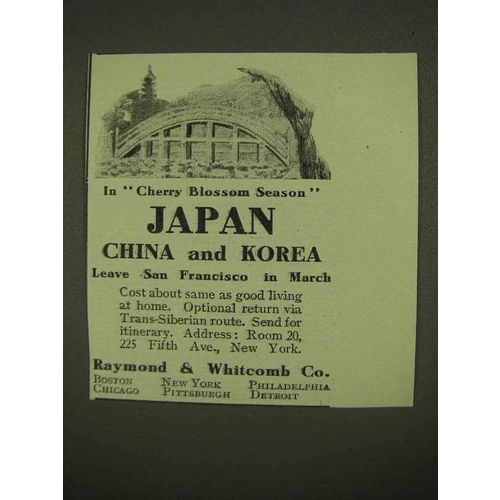 In "Cherry Blossom Season"
JAPAN
CHINA and KOREA
Leave San Francisco in March
Cost about same as good living
at home. Optional return via
Trans-Siberian route. Send for
itinerary. Address: Room 20,
225 Fifth Ave., New York.
Raymond & Whitcomb Co.
BOSTON NEW YORK PHILADELPHIA
CHICAGO PITTSBURGH DETROIT